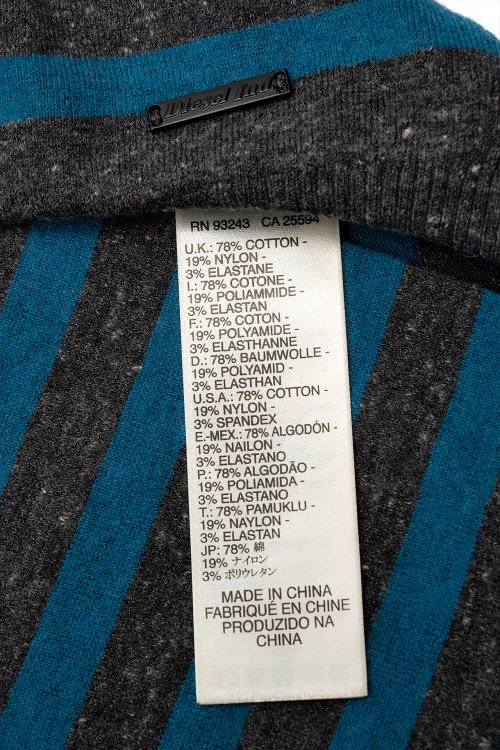 Diesel Ind.
RN 93243 CA 25594
U.K.: 78% COTTON -
19% NYLON -
3% ELASTANE
I.: 78% COTONE -
19% POLIAMMIDE -
3% ELASTAN
F.: 78% COTON -
19% POLYAMIDE -
3% ELASTHANNE
D.: 78% BAUMWOLLE -
19% POLYAMID -
3% ELASTHAN
U.S.A.: 78% COTTON -
19% NYLON -
3% SPANDEX
E.-MEX.: 78% ALGODÓN -
19% NAILON -
3% ELASTANO
P.: 78% ALGODÃO -
19% POLIAMIDA -
3% ELASTANO
T.: 78% PAMUKLU -
19% NAYLON -
3% ELASTAN
JP: 78% 綿
19% ナイロン
3% ポリウレタン
MADE IN CHINA
FABRIQUÉ EN CHINE
PRODUZIDO NA
CHINA